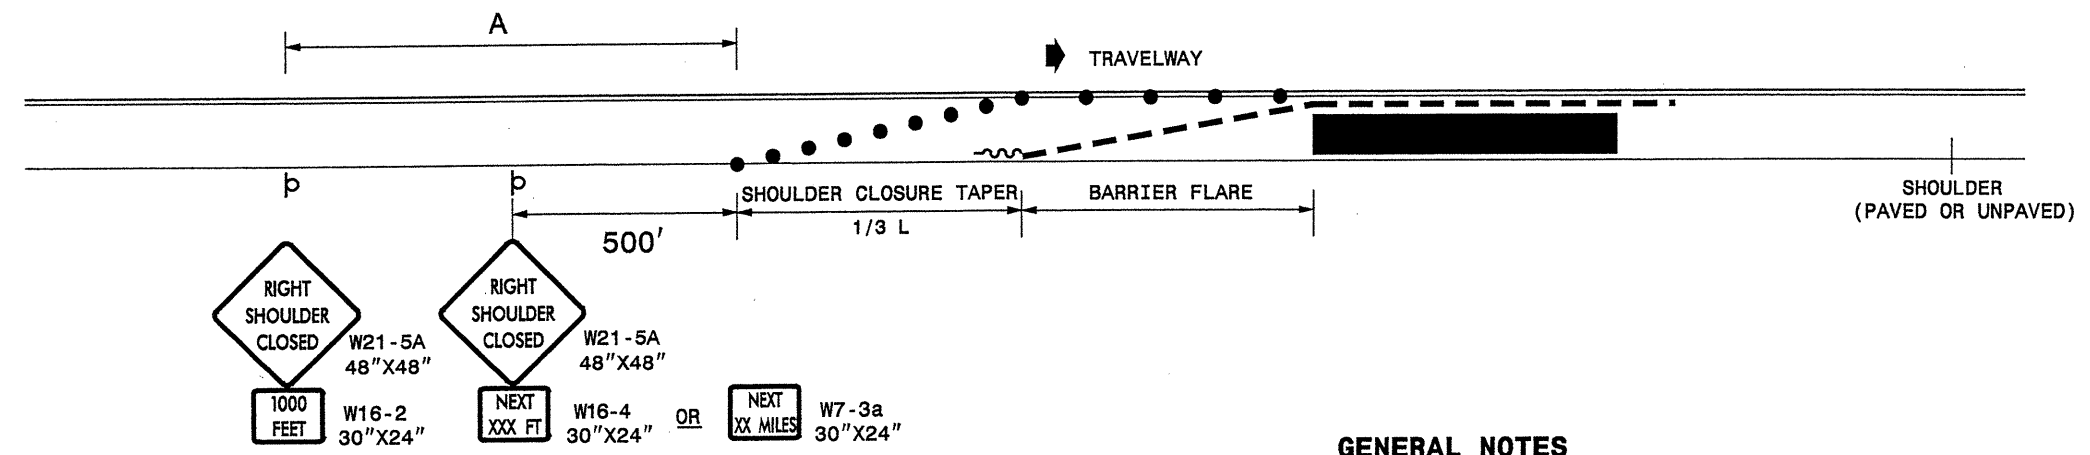 A
TRAVELWAY
SHOULDER CLOSURE TAPER
1/3 L
BARRIER FLARE
500'
SHOULDER
(PAVED OR UNPAVED)
RIGHT
SHOULDER
CLOSED
W21-5A
48"X48"
1000
FEET
W16-2
30"X24"
RIGHT
SHOULDER
CLOSED
W21-5A
48"X48"
NEXT
XXX FT
W16-4
30"X24"
OR
NEXT
XX MILES
W7-3a
30"X24"
GENERAL NOTES